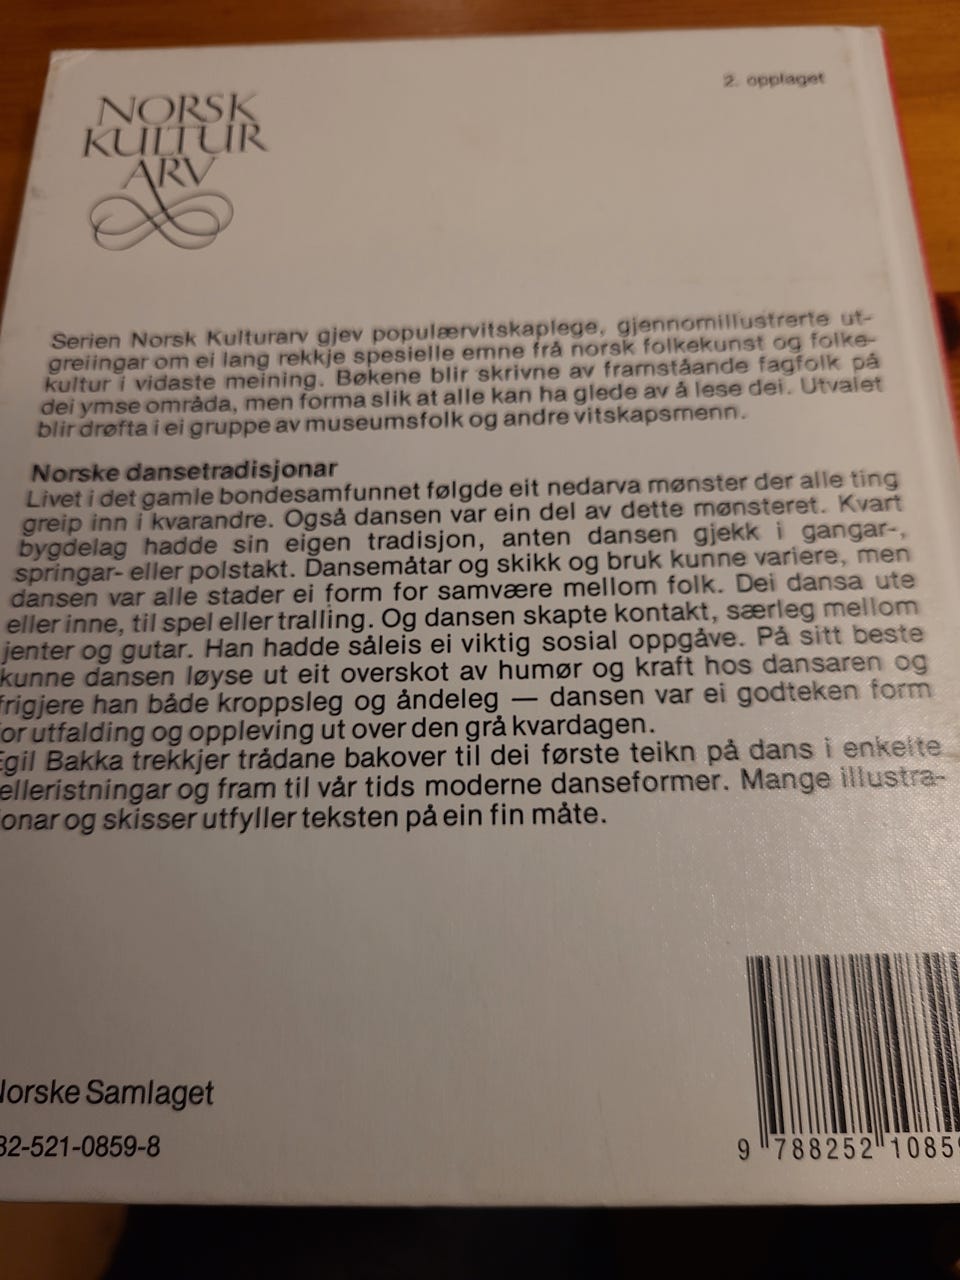 NORSK
KULTUR
ARV
2. opplaget
Serien Norsk Kulturarv gjev populærvitskaplege, gjennomillustrerte ut-
greiingar om ei lang rekkje spesielle emne frå norsk folkekunst og folke-
kultur i vidaste meining. Bøkene blir skrivne av framståande fagfolk på
dei ymse områda, men forma slik at alle kan ha glede av å lese dei. Utvalet
blir drøfta i ei gruppe av museumsfolk og andre vitskapsmenn.
Norske dansetradisjonar
Livet i det gamle bondesamfunnet følgde eit nedarva mønster der alle ting
greip inn i kvarandre. Også dansen var ein del av dette mønsteret. Kvart
bygdelag hadde sin eigen tradisjon, anten dansen gjekk i gangar-,
springar- eller polstakt. Dansemåtar og skikk og bruk kunne variere, men
dansen var alle stader ei form for samvære mellom folk. Dei dansa ute
eller inne, til spel eller tralling. Og dansen skapte kontakt, særleg mellom
jenter og gutar. Han hadde såleis ei viktig sosial oppgåve. På sitt beste
kunne dansen løyse ut eit overskot av humør og kraft hos dansaren og
frigjere han både kroppsleg og åndeleg — dansen var ei godteken form
or utfalding og oppleving ut over den grå kvardagen.
Egil Bakka trekkjer trådane bakover til dei første teikn på dans i enkelte
elleristningar og fram til vår tids moderne danseformer. Mange illustra-
onar og skisser utfyller teksten på ein fin måte.
Norske Samlaget
82-521-0859-8
9 788252 10859